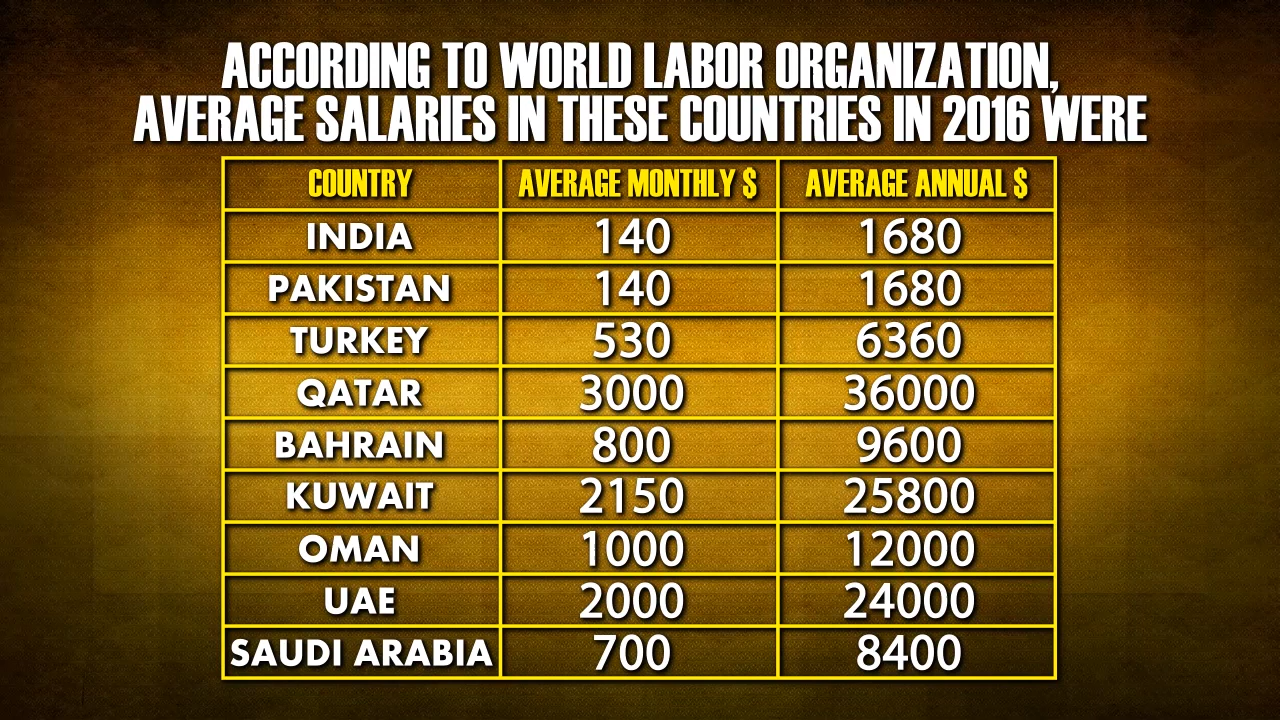 ACCORDING TO WORLD LABOR ORGANIZATION,
AVERAGE SALARIES IN THESE COUNTRIES IN 2016 WERE
COUNTRY AVERAGE MONTHLY $ AVERAGE ANNUAL $
INDIA 140 1680
PAKISTAN 140 1680
TURKEY 530 6360
QATAR 3000 36000
BAHRAIN 800 9600
KUWAIT 2150 25800
OMAN 1000 12000
UAE 2000 24000
SAUDI ARABIA 700 8400